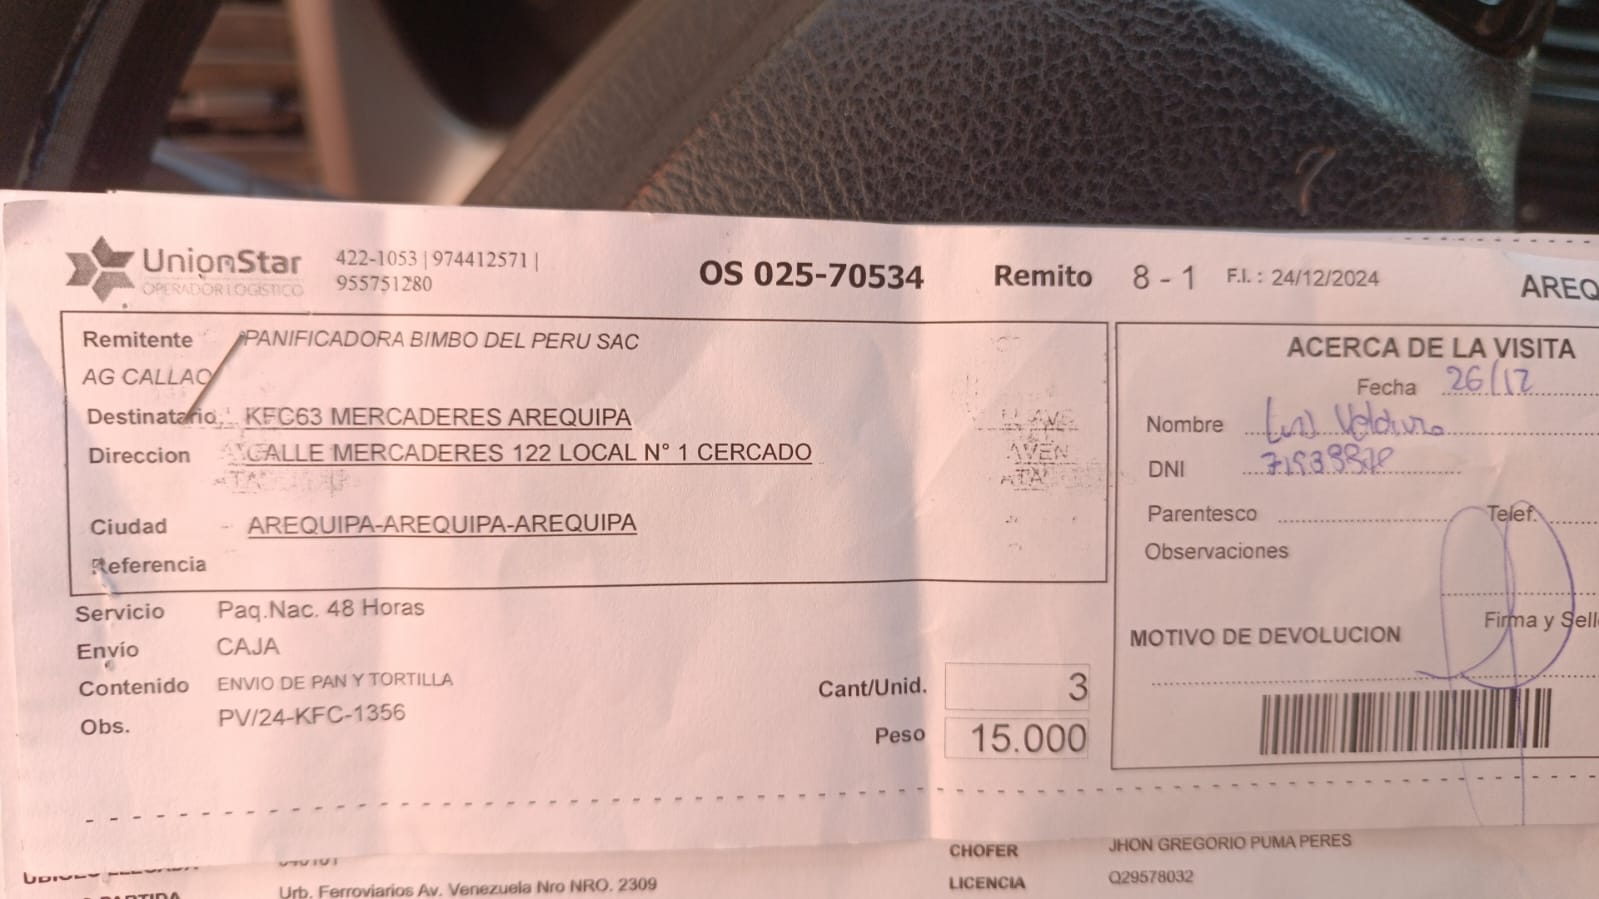 UnionStar
OPERADOR LOGÍSTICO
422-1053 | 974412571 |
955751280
OS 025-70534
Remito 8 - 1
F.I. : 24/12/2024
AREQ
Remitente PANIFICADORA BIMBO DEL PERU SAC
AG CALLAO
Destinatario KFC63 MERCADERES AREQUIPA
Direccion CALLE MERCADERES 122 LOCAL N° 1 CERCADO
Ciudad AREQUIPA-AREQUIPA-AREQUIPA
Referencia
Servicio Paq.Nac. 48 Horas
Envío CAJA
Contenido ENVIO DE PAN Y TORTILLA
Obs. PV/24-KFC-1356
Cant/Unid. 3
Peso 15.000
ACERCA DE LA VISITA
Fecha 26/12
Nombre
DNI
Parentesco
Telef.
Observaciones
Firma y Sell
MOTIVO DE DEVOLUCION
CHOFER JHON GREGORIO PUMA PERES
LICENCIA Q29578032
Urb. Ferroviarios Av. Venezuela Nro NRO. 2309